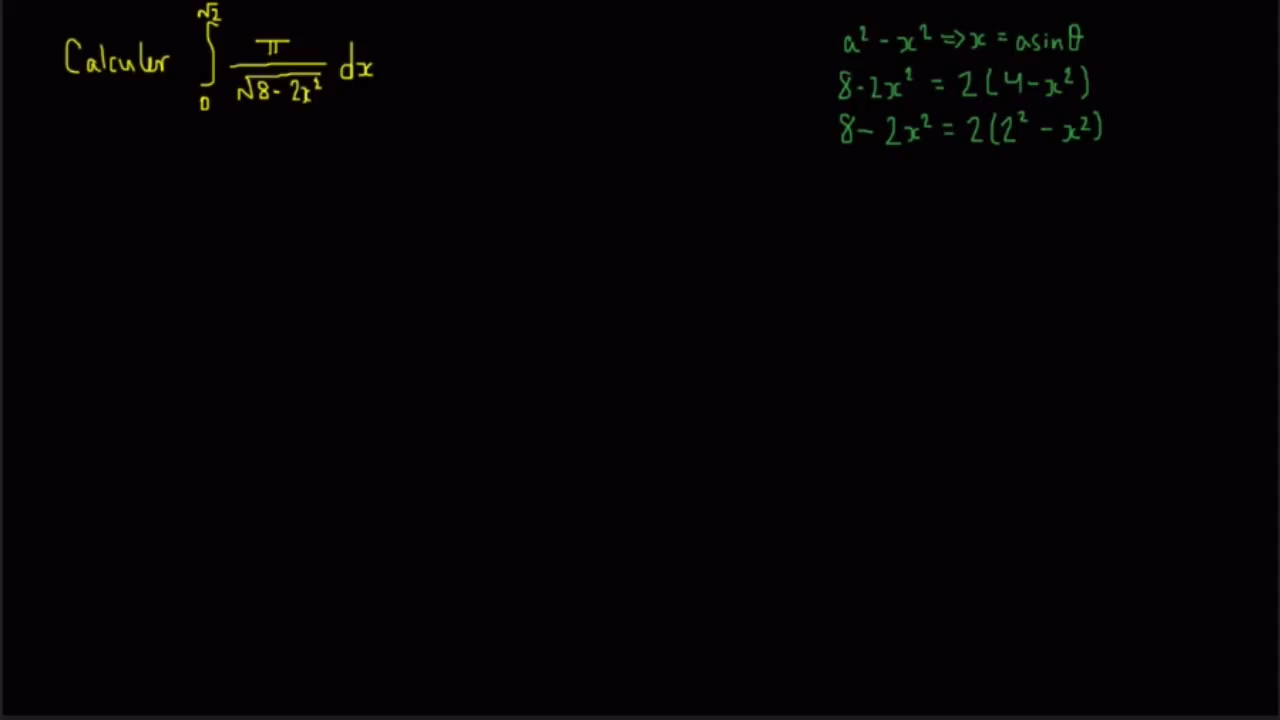 Calculer ∫₀^√2 π/√(8 - 2x²) dx
a² - x² => x = a sin θ
8 - 2x² = 2(4 - x²)
8 - 2x² = 2(2² - x²)